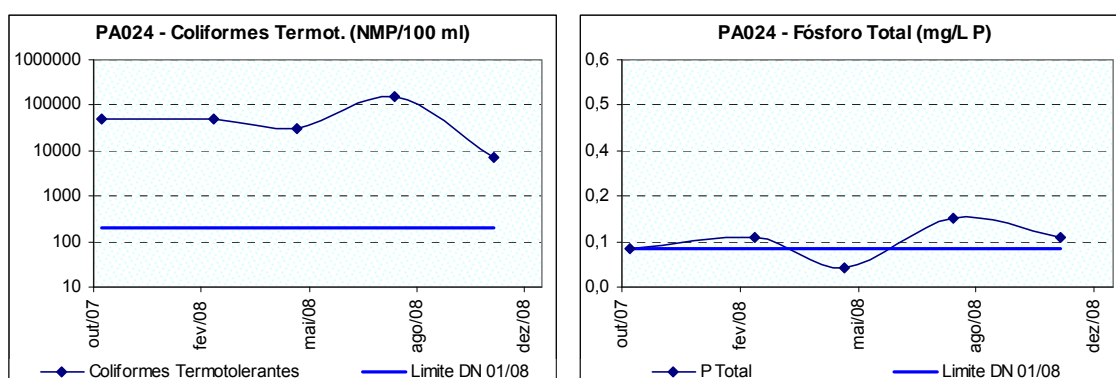 PA024 - Coliformes Termot. (NMP/100 ml)
1000000
100000
10000
1000
100
10
out/07
fev/08
mai/08
ago/08
dez/08
Coliformes Termotolerantes
Limite DN 01/08
PA024 - Fósforo Total (mg/L P)
0,6
0,5
0,4
0,2
0,1
0,0
out/07
fev/08
mai/08
ago/08
dez/08
P Total
Limite DN 01/08